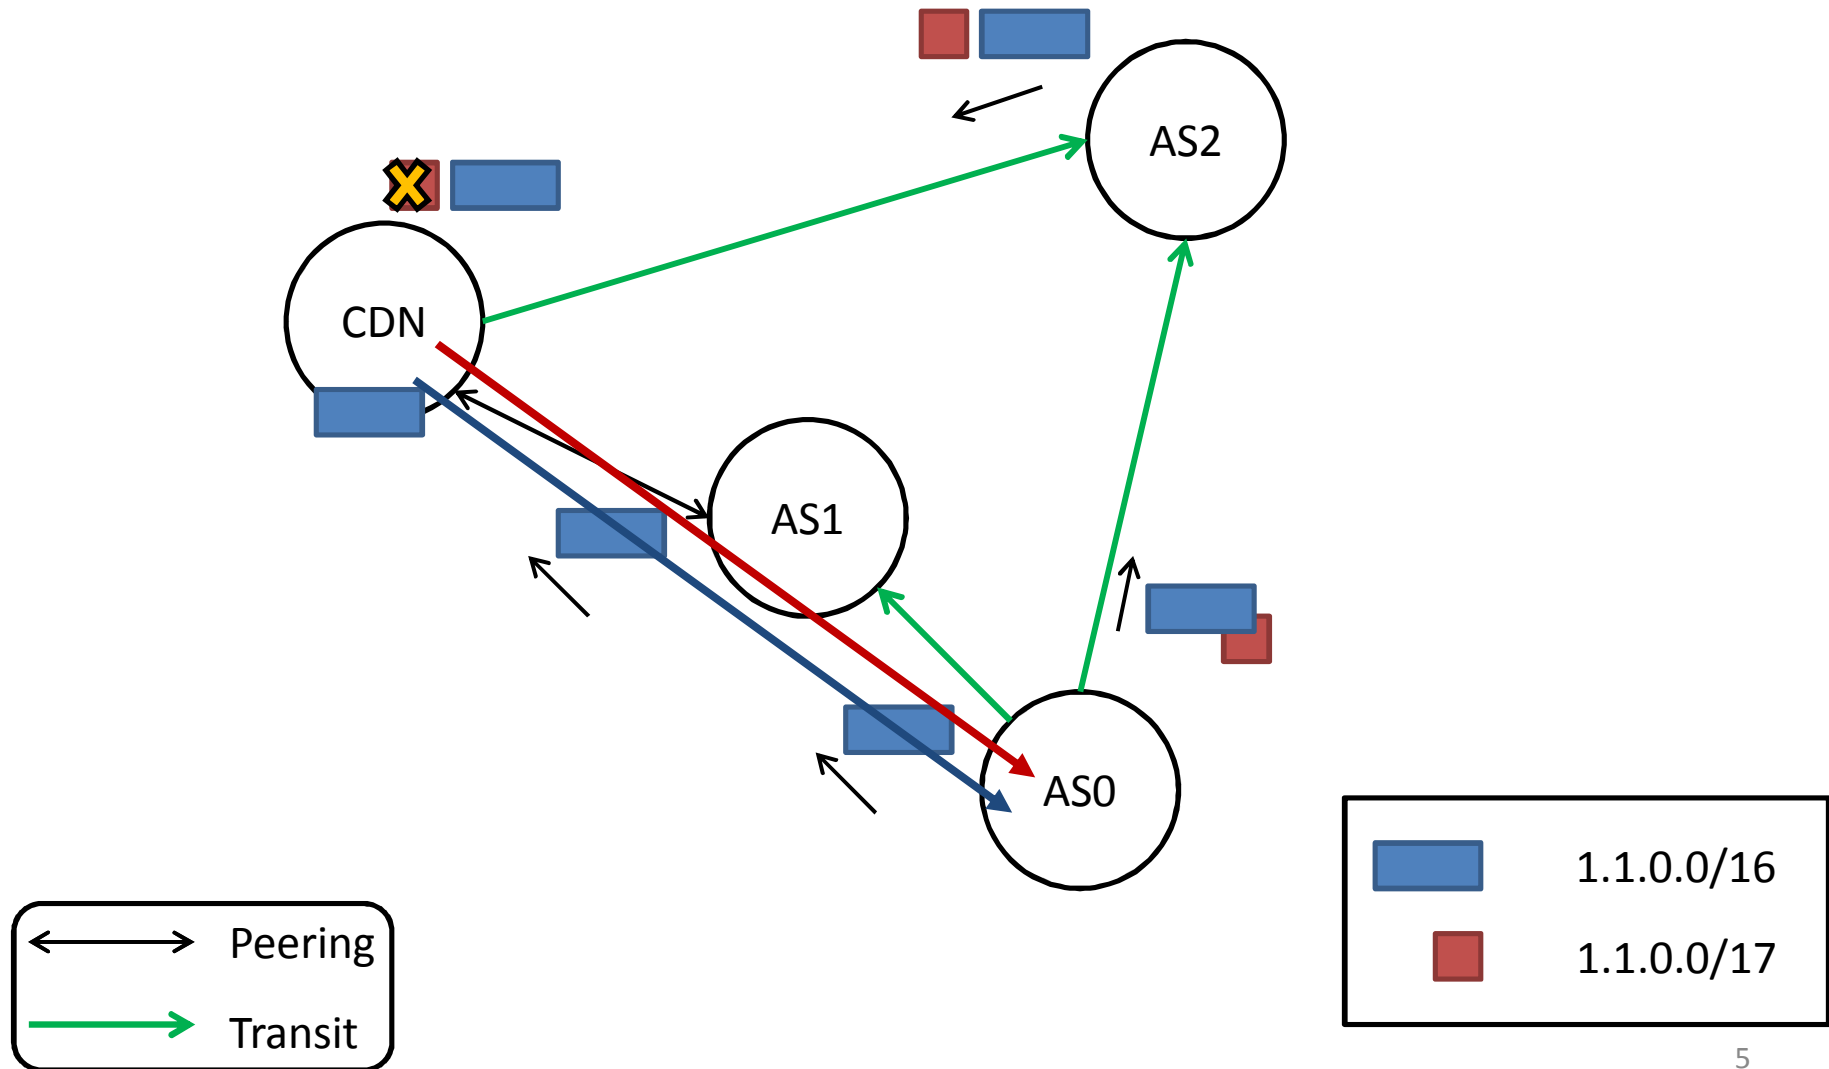 AS2
CDN
AS1
AS0
1.1.0.0/16
1.1.0.0/17
Peering
Transit
5